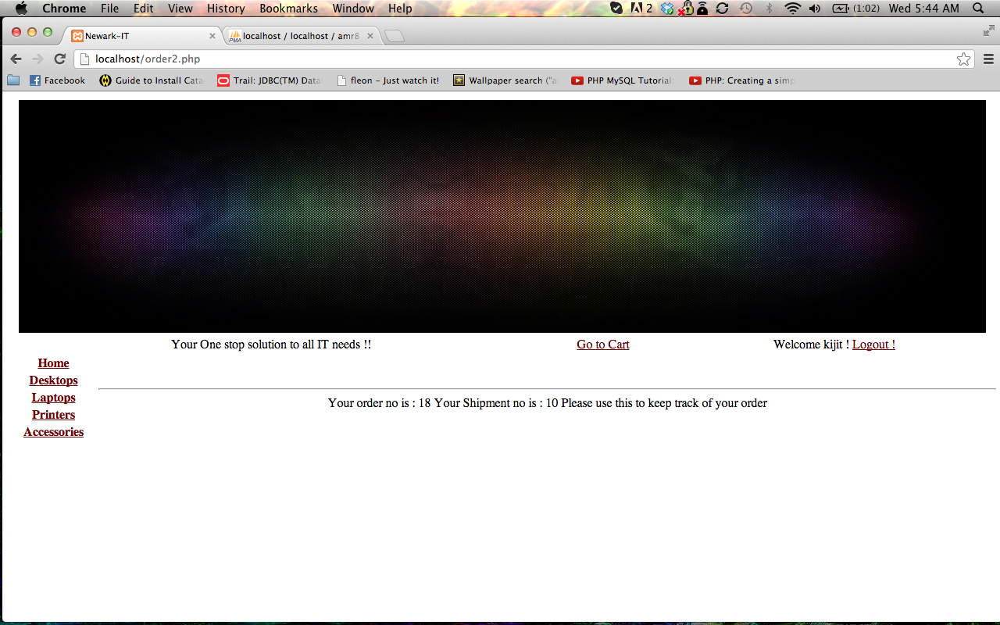 Chrome File Edit View History Bookmarks Window Help 2 (1:02) Wed 5:44 AM
Newark-IT
PMA localhost / localhost / amr8
localhost/order2.php
Facebook Guide to Install Cata Trail: JDBC(TM) Data fleon – Just watch it! Wallpaper search ("a PHP MySQL Tutorial: PHP: Creating a simp
Your One stop solution to all IT needs !! Go to Cart Welcome kijit ! Logout !
Home
Desktops
Laptops
Printers
Accessories
Your order no is : 18 Your Shipment no is : 10 Please use this to keep track of your order